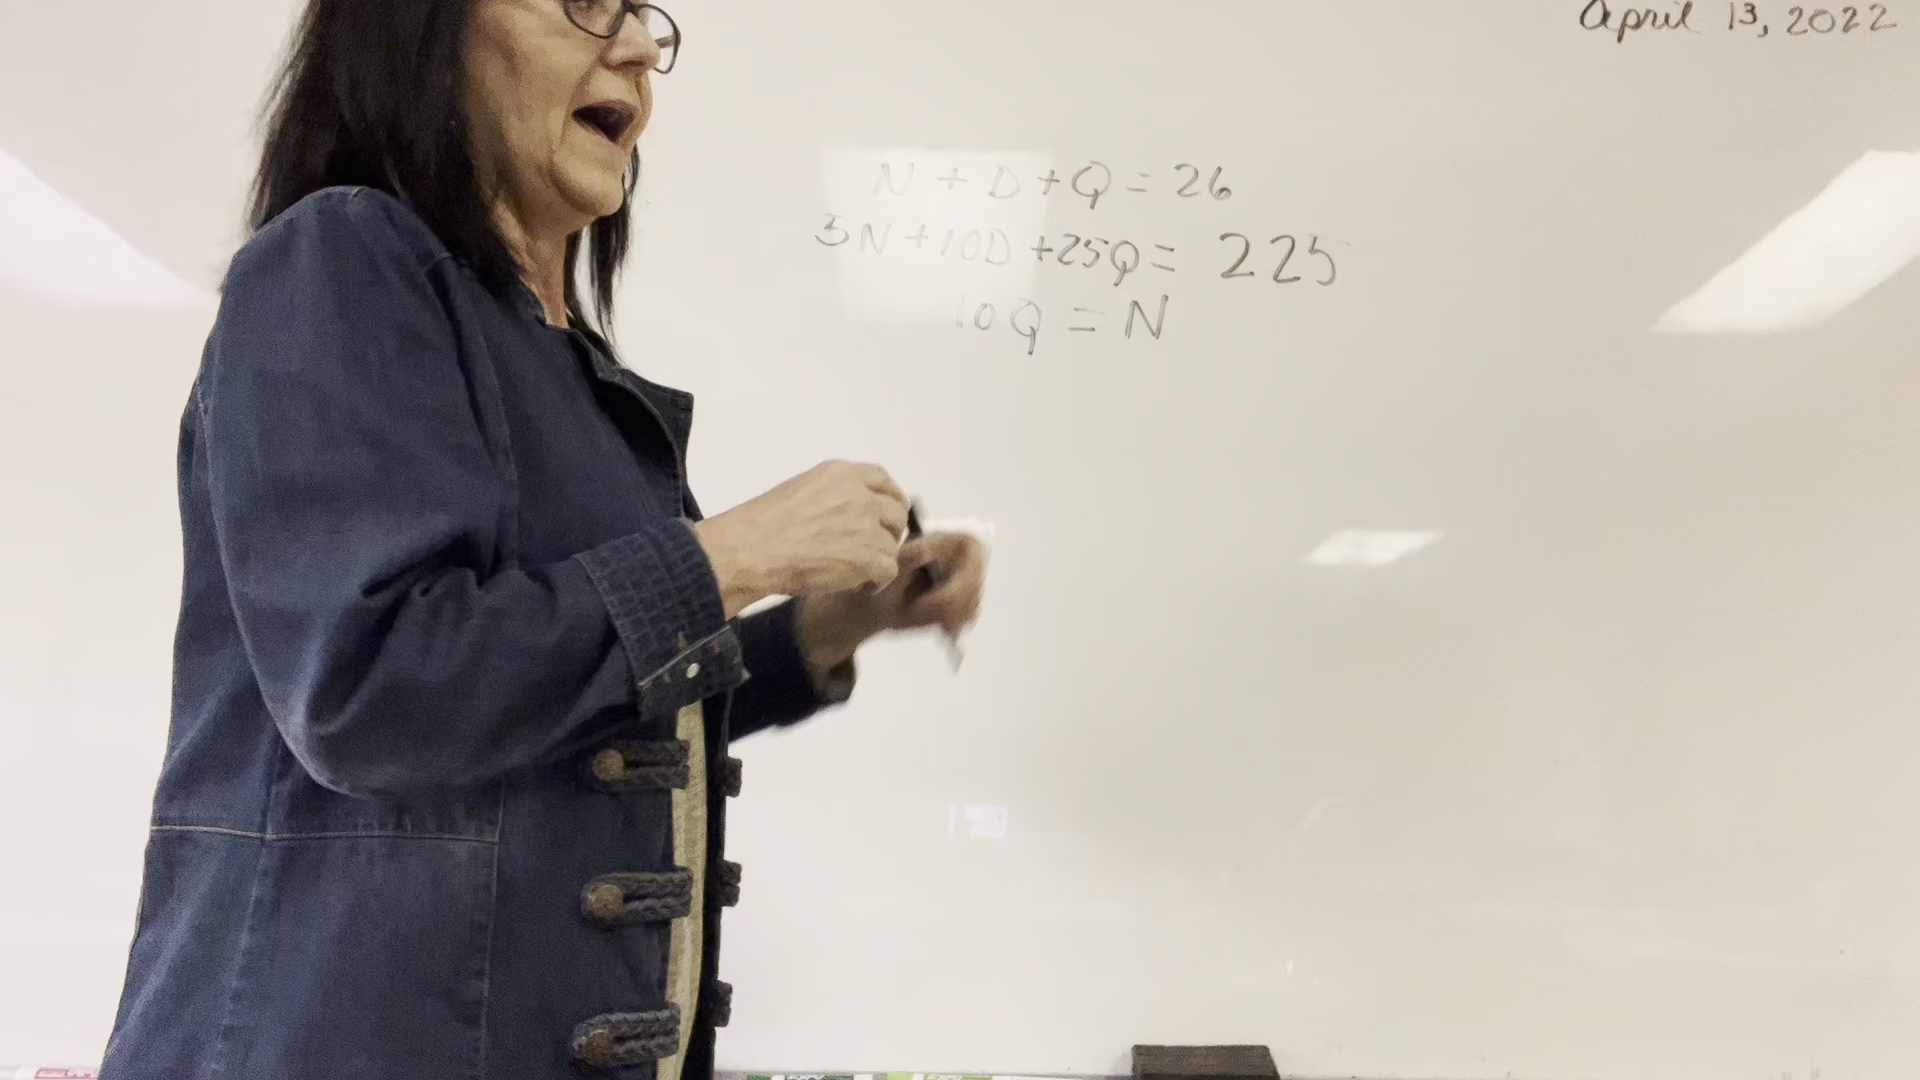 April 13, 2022
N + D + Q = 26
5N + 10D + 25Q = 225
10Q = N